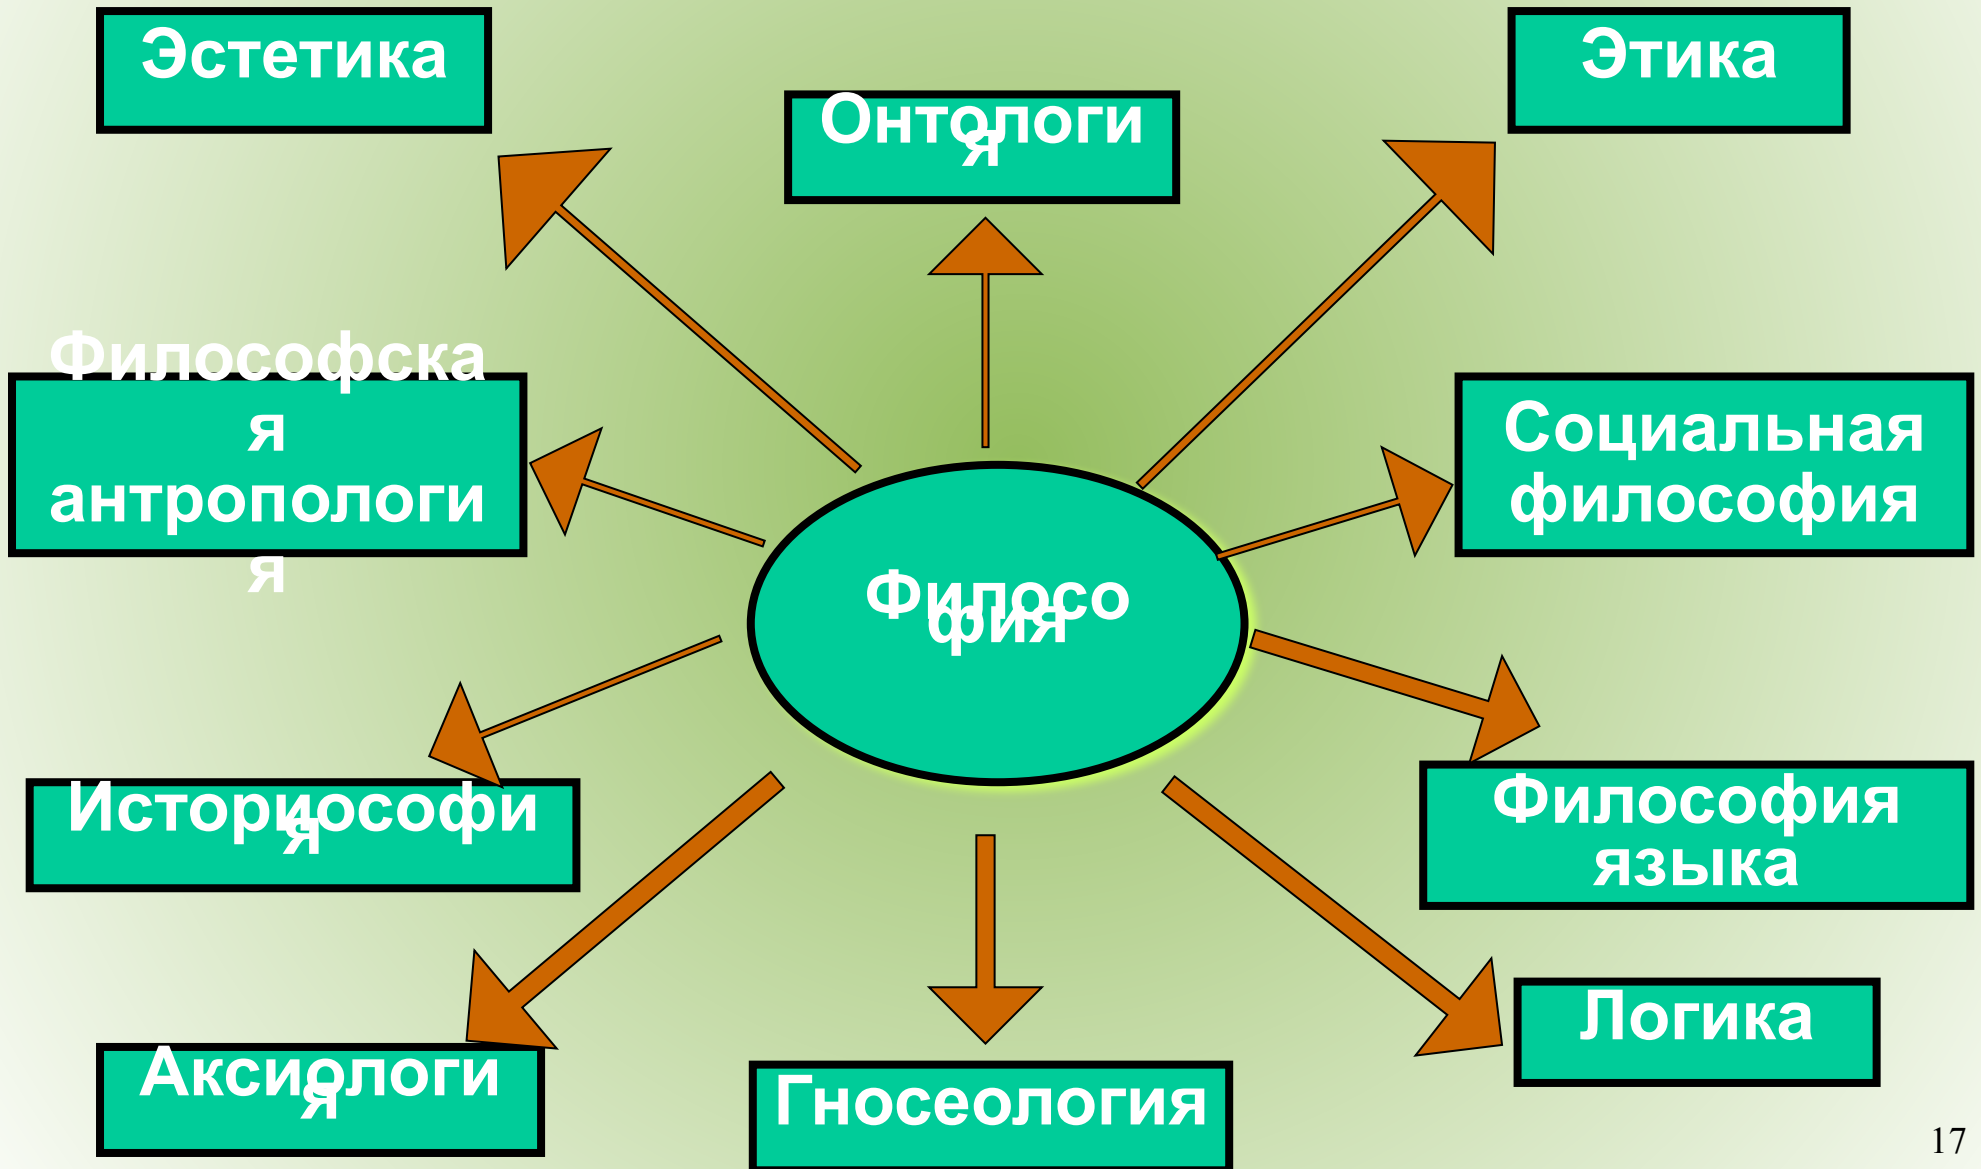 Эстетика
Онтологи
я
Этика
Философска
я
антропологи
я
Социальная
философия
Филосо
фия
Историософи
я
Философия
языка
Аксиологи
я
Гносеология
Логика
17